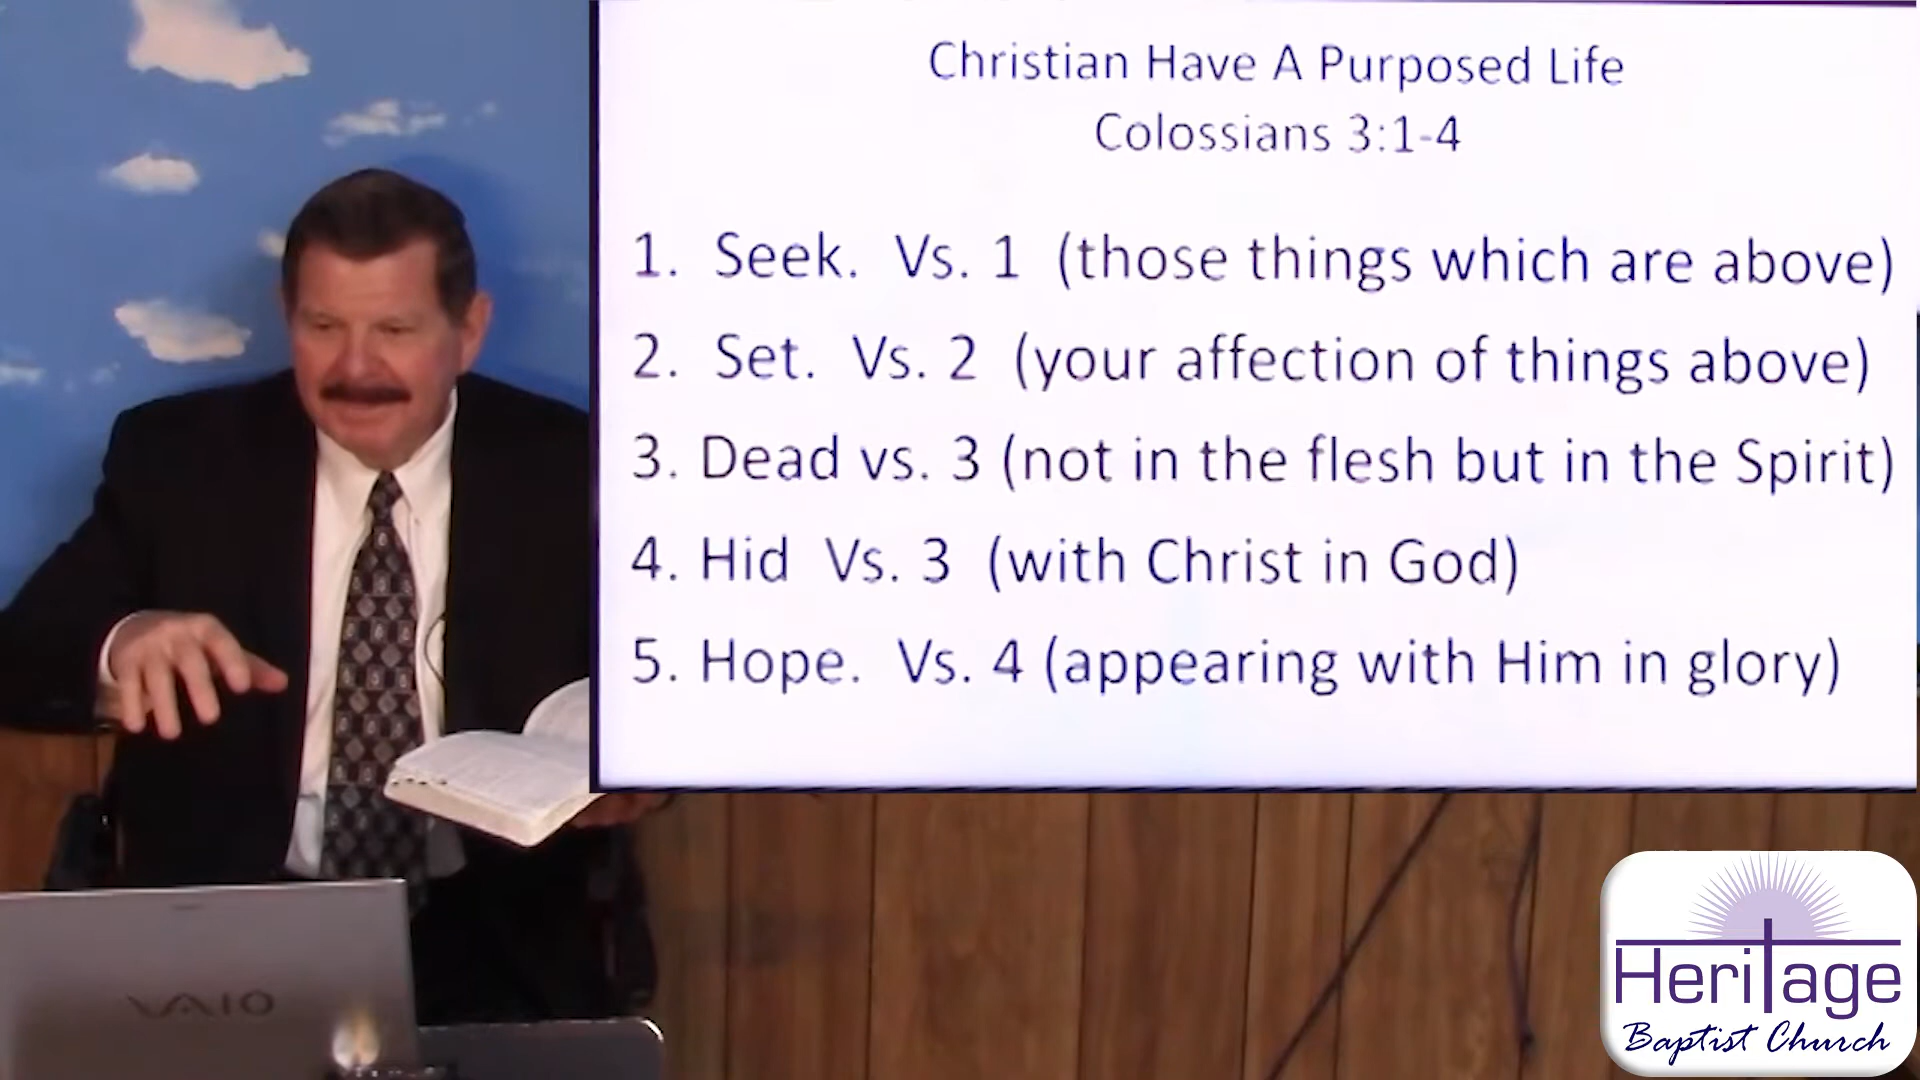 Christian Have A Purposed Life
Colossians 3:1-4
1. Seek. Vs. 1 (those things which are above)
2. Set. Vs. 2 (your affection of things above)
3. Dead vs. 3 (not in the flesh but in the Spirit)
4. Hid Vs. 3 (with Christ in God)
5. Hope. Vs. 4 (appearing with Him in glory)
VAIO
Heritage
Baptist Church